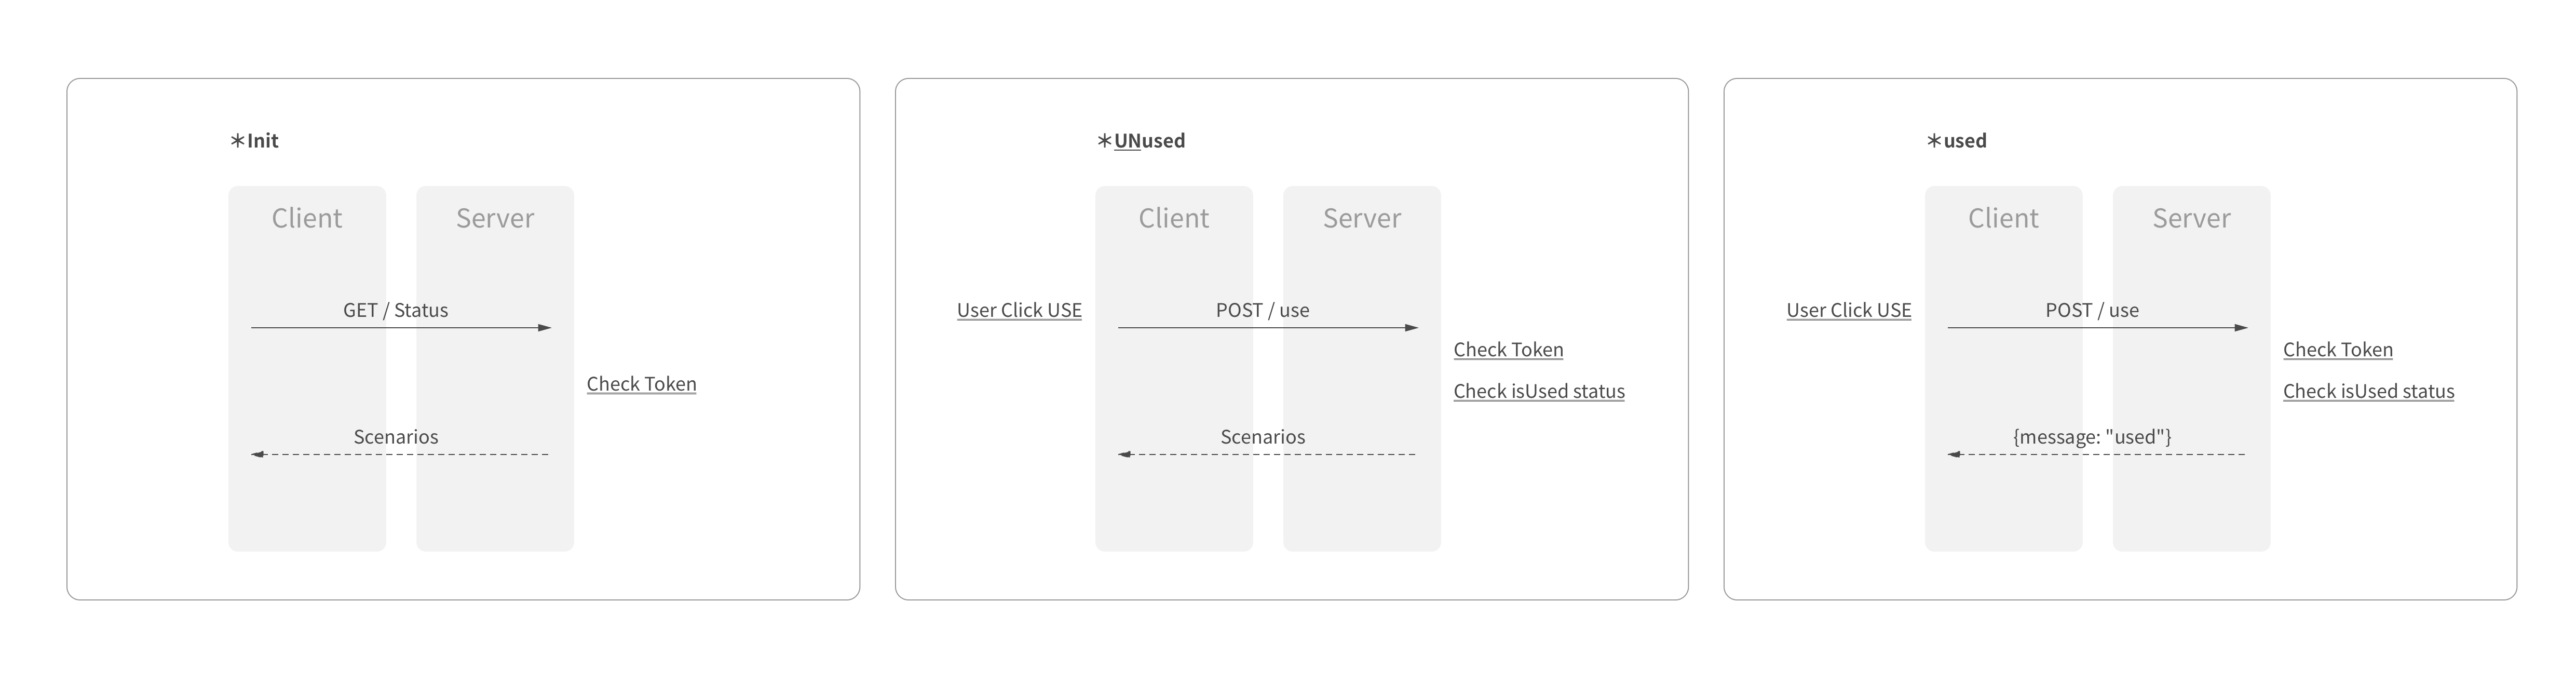 ＊Init
Client
Server
GET / Status
Check Token
Scenarios
＊UNused
Client
Server
User Click USE
POST / use
Check Token
Check isUsed status
Scenarios
＊used
Client
Server
User Click USE
POST / use
Check Token
Check isUsed status
{message: "used"}